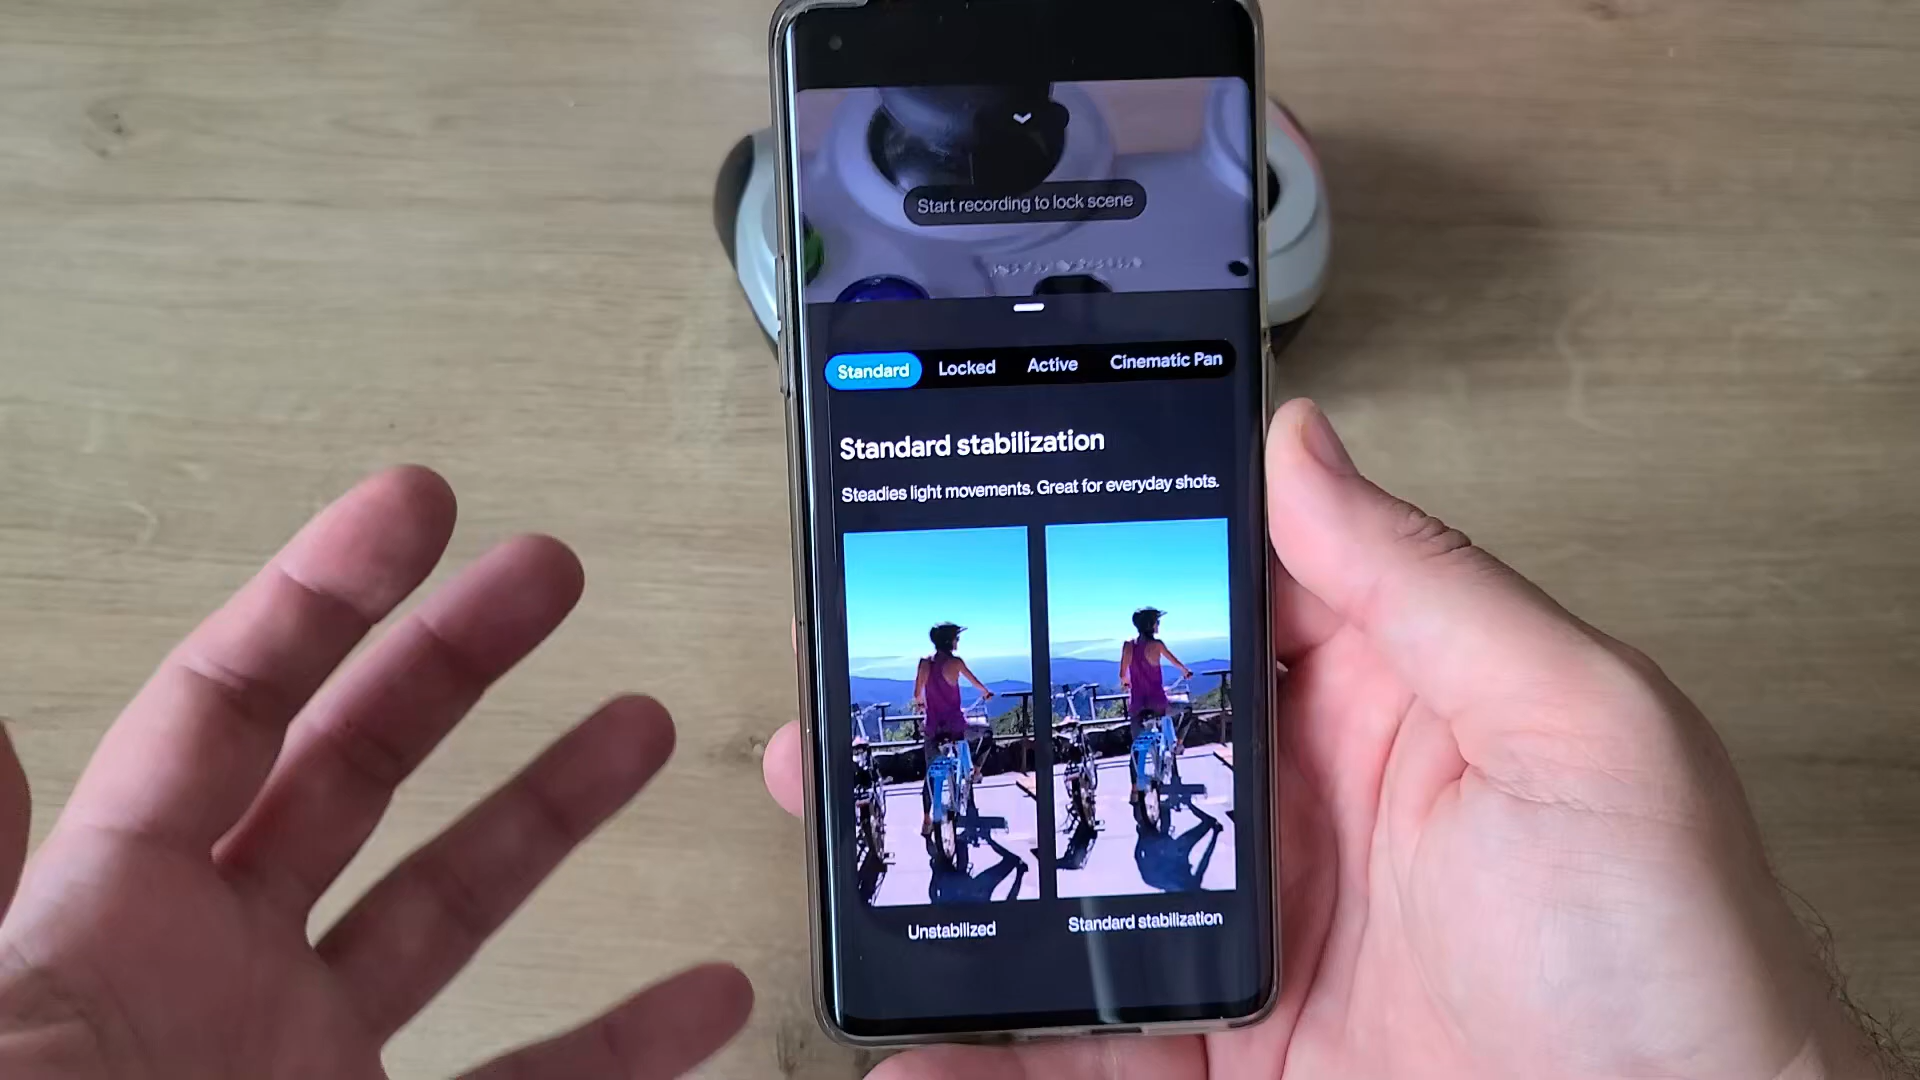 Start recording to lock scene
Standard Locked Active Cinematic Pan
Standard stabilization
Steadies light movements. Great for everyday shots.
Unstabilized Standard stabilization